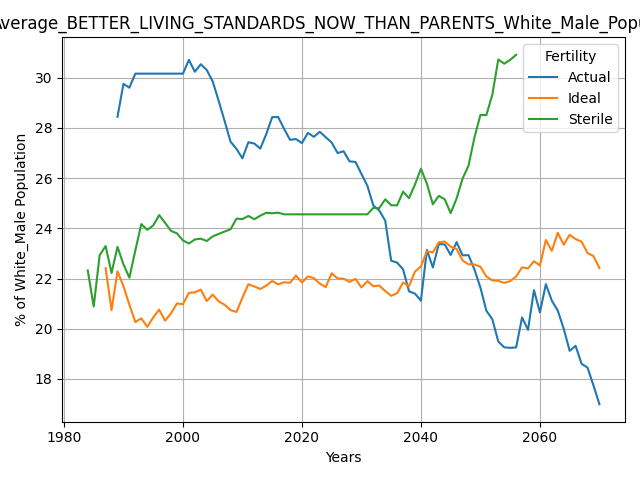 Average_BETTER_LIVING_STANDARDS_NOW_THAN_PARENTS_White_Male_Popu
% of White_Male Population
30
28
26
24
22
20
18
1980
2000
2020
2040
2060
Years
Fertility
Actual
Ideal
Sterile